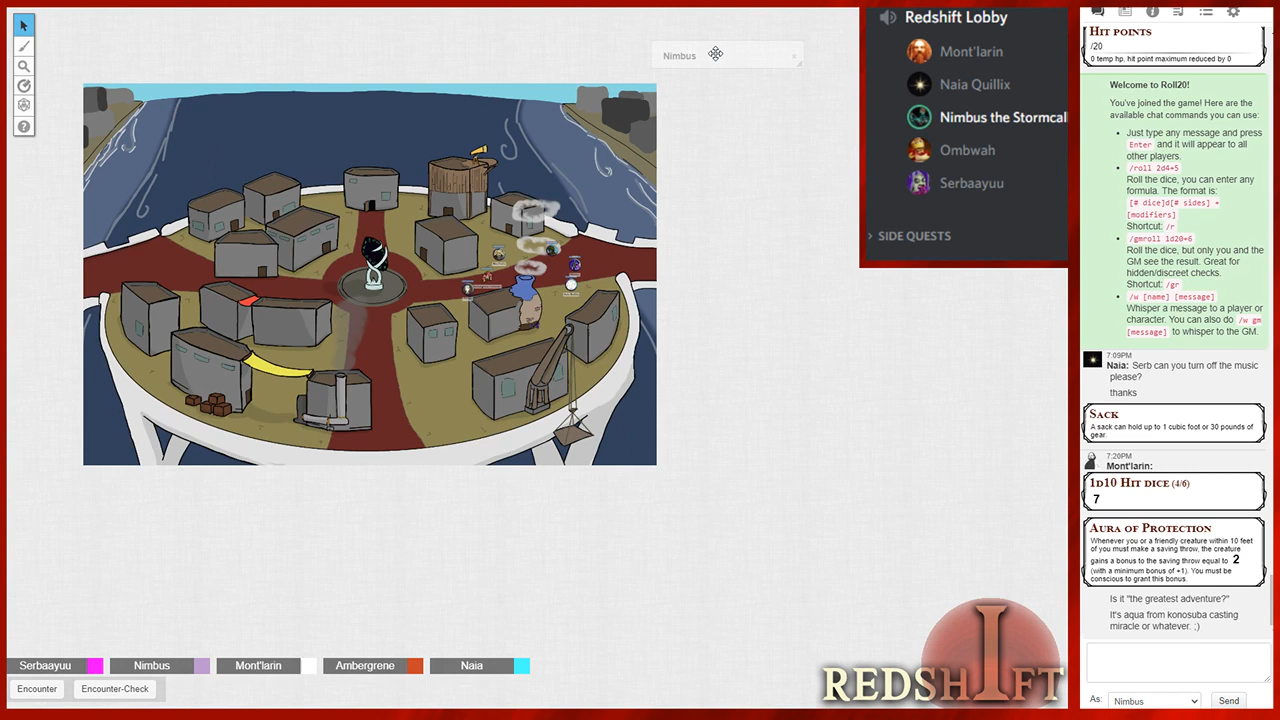 Nimbus
Redshift Lobby
Mont'larin
Naia Quillix
Nimbus the Stormcal
Ombwah
Serbaayuu
SIDE QUESTS
Hit points
/20
0 temp hp, hit point maximum reduced by 0
Welcome to Roll20!
You've joined the game! Here are the
available chat commands you can use:
Just type any message and press
Enter and it will appear to all
other players.
/roll 2d4+5
Roll the dice, you can enter any
formula. The format is:
[# dice]d[# sides] +
[modifiers]
Shortcut: /r
/gmroll 1d20+6
Roll the dice, but only you and the
GM see the result. Great for
hidden/discreet checks.
Shortcut: /gr
/w [name] [message]
Whisper a message to a player or
character. You can also do /w gm
[message] to whisper to the GM.
7:09PM
Naia: Serb can you turn off the music
please?
thanks
Sack
A sack can hold up to 1 cubic foot or 30 pounds of
gear.
7:20PM
Mont'larin:
1d10 Hit dice (4/6)
7
Aura of Protection
Whenever you or a friendly creature within 10 feet
of you must make a saving throw, the creature
gains a bonus to the saving throw equal to 2
(with a minimum bonus of +1). You must be
conscious to grant this bonus.
Is it "the greatest adventure?"
It's aqua from konosuba casting
miracle or whatever. ;)
As: Nimbus Send
Serbaayuu Nimbus Mont'larin Ambergrene Naia
Encounter Encounter-Check
REDSHIFT